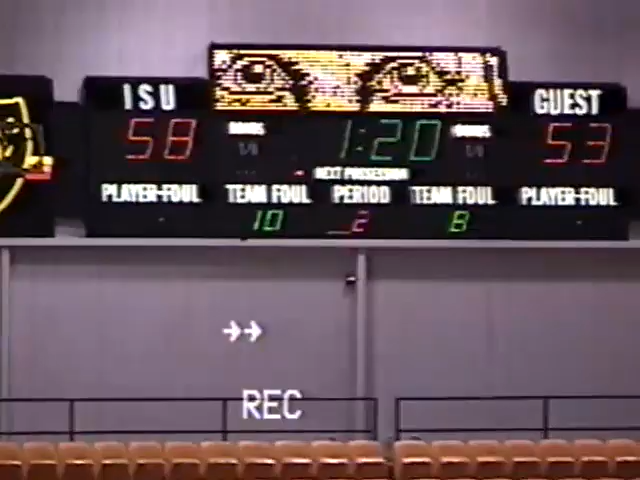 ISU
GUEST
58
BONUS
1:20
BONUS
53
NEXT POSSESSION
PLAYER-FOUL
TEAM FOUL
PERIOD
TEAM FOUL
PLAYER-FOUL
10
2
8
REC